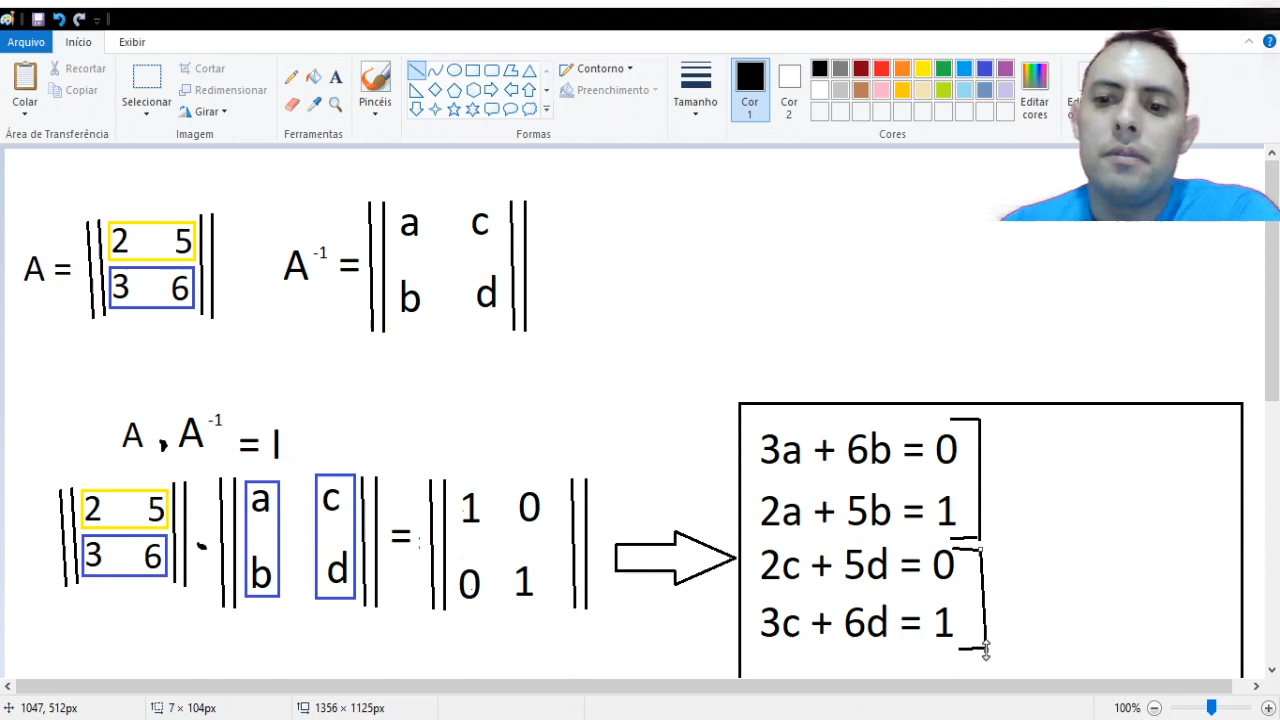 Arquivo Início Exibir
Colar
Recortar
Copiar
Área de Transferência
Selecionar
Cortar
Redimensionar
Girar
Imagem
A
Ferramentas
Pincéis
Contorno
Preenchimento
Formas
Tamanho
Cor 1
Cor 2
Editar cores
Cores
A = 2 5
3 6
A⁻¹ = a c
b d
A . A⁻¹ = I
2 5 . a c = 1 0
3 6 b d 0 1
3a + 6b = 0
2a + 5b = 1
2c + 5d = 0
3c + 6d = 1
1047, 512px 7 × 104px 1356 × 1125px 100%